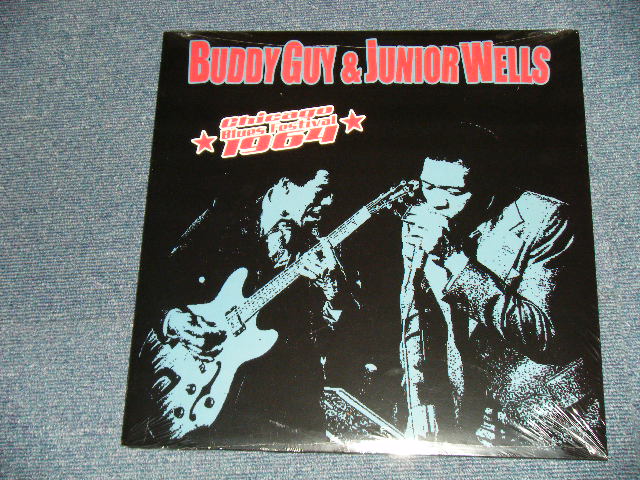 BUDDY GUY & JUNIOR WELLS
Chicago
Blues Festival
1964